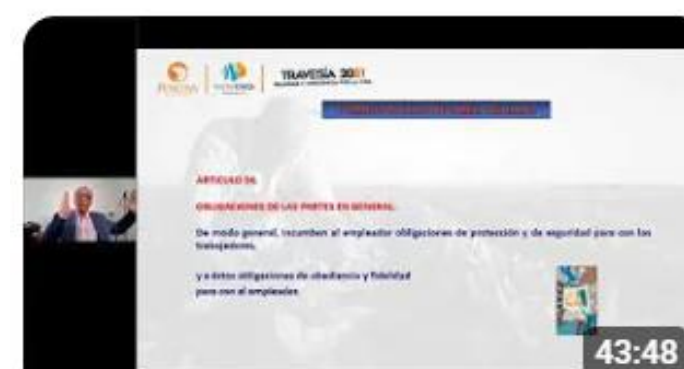 TRAVESÍA 20
ARTICULO 56
OBLIGACIONES DE LAS PARTES EN GENERAL.
De modo general, incumben al empleador obligaciones de protección y de seguridad para con los
trabajadores,
y a éstos obligaciones de obediencia y fidelidad
para con el empleador.
43:48